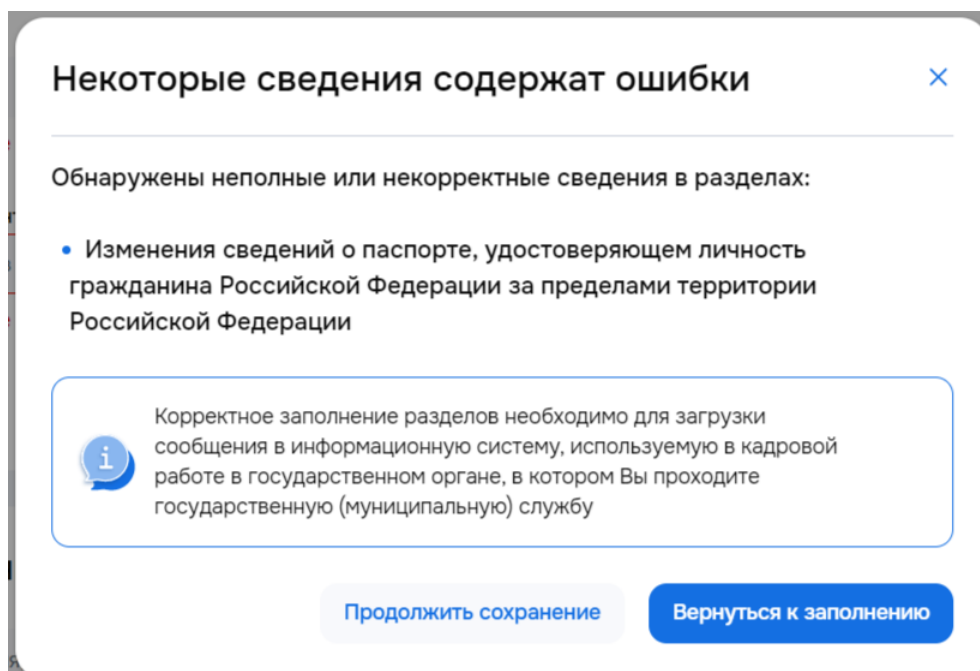 Некоторые сведения содержат ошибки
Обнаружены неполные или некорректные сведения в разделах:
Изменения сведений о паспорте, удостоверяющем личность
гражданина Российской Федерации за пределами территории
Российской Федерации
Корректное заполнение разделов необходимо для загрузки
сообщения в информационную систему, используемую в кадровой
работе в государственном органе, в котором Вы проходите
государственную (муниципальную) службу
Продолжить сохранение
Вернуться к заполнению